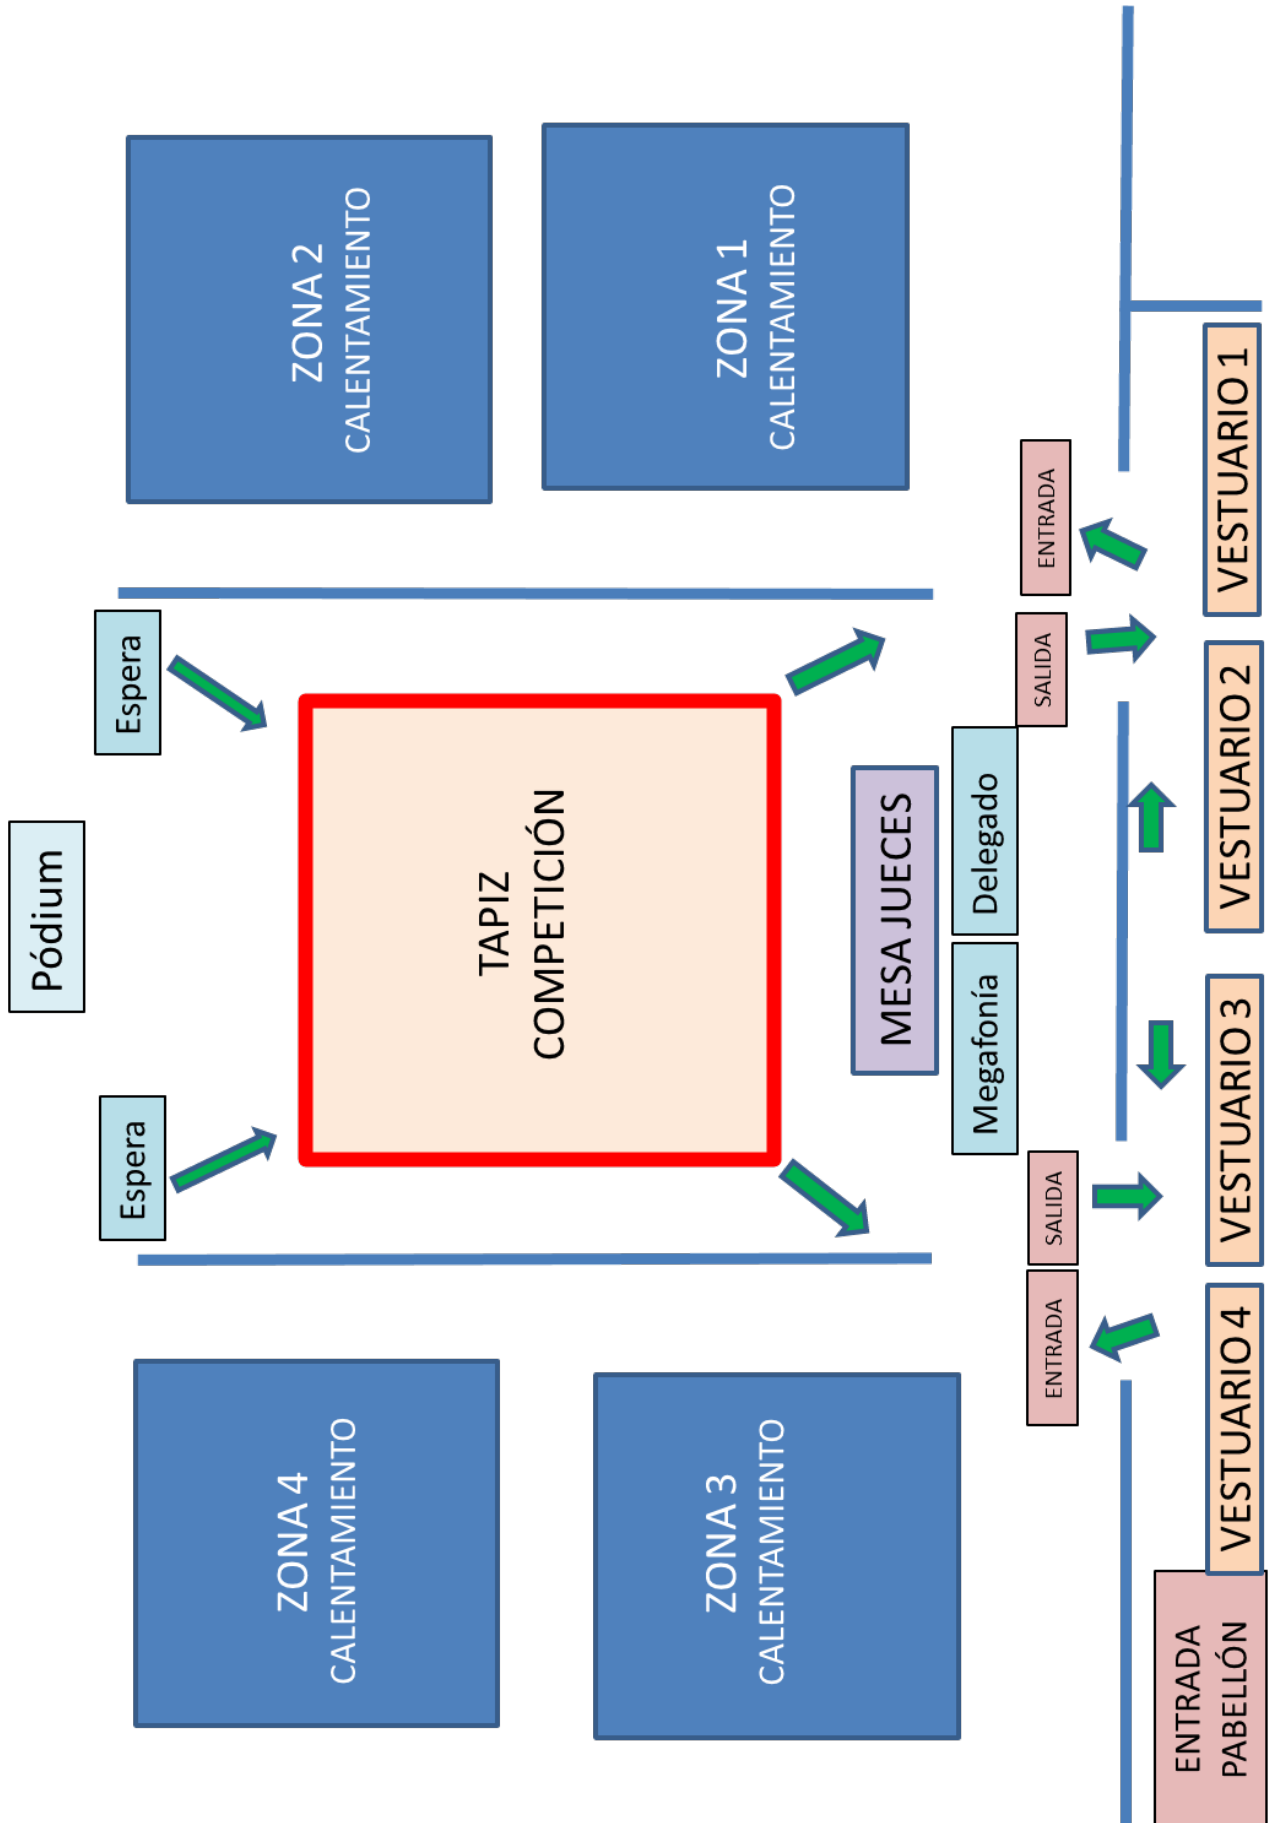 Pódium
Espera
Espera
ZONA 4
CALENTAMIENTO
ZONA 2
CALENTAMIENTO
TAPIZ
COMPETICIÓN
ZONA 3
CALENTAMIENTO
ZONA 1
CALENTAMIENTO
MESA JUECES
Megafonía
Delegado
ENTRADA
SALIDA
SALIDA
ENTRADA
ENTRADA
PABELLÓN
VESTUARIO 4
VESTUARIO 3
VESTUARIO 2
VESTUARIO 1